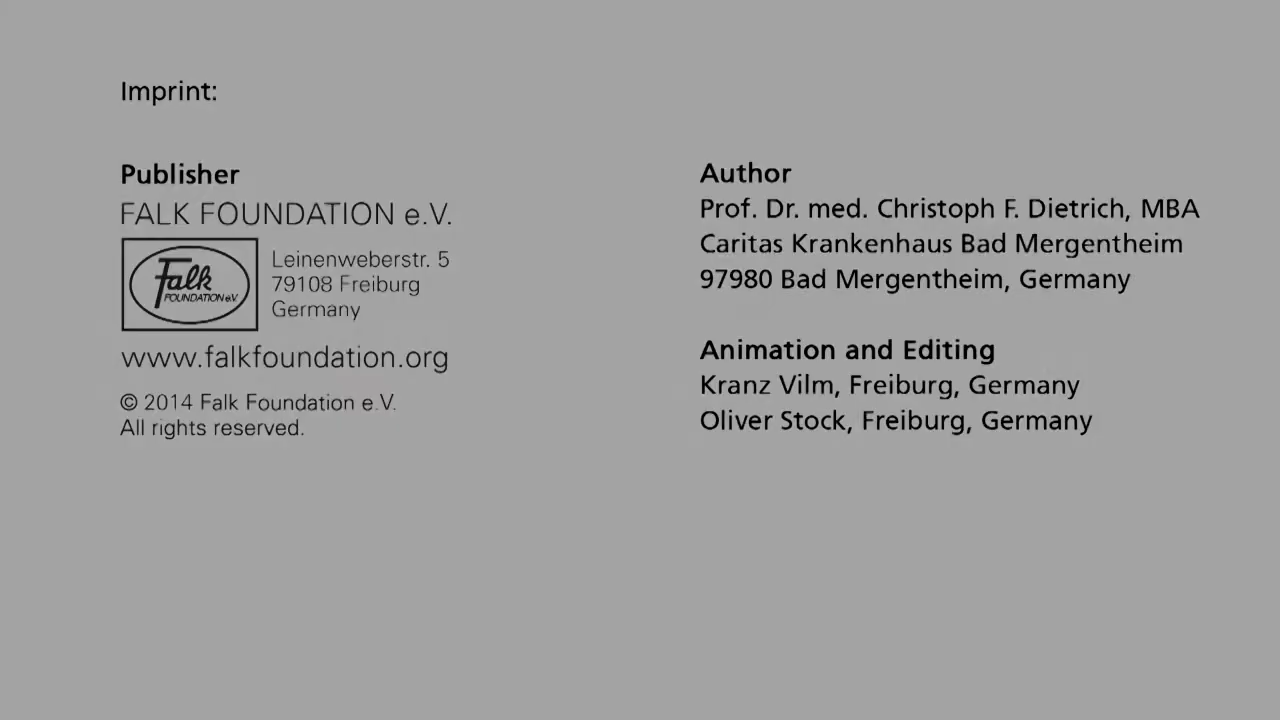 Imprint:
Publisher
FALK FOUNDATION e.V.
Falk
FOUNDATION e.V.
Leinenweberstr. 5
79108 Freiburg
Germany
www.falkfoundation.org
© 2014 Falk Foundation e.V.
All rights reserved.
Author
Prof. Dr. med. Christoph F. Dietrich, MBA
Caritas Krankenhaus Bad Mergentheim
97980 Bad Mergentheim, Germany
Animation and Editing
Kranz Vilm, Freiburg, Germany
Oliver Stock, Freiburg, Germany